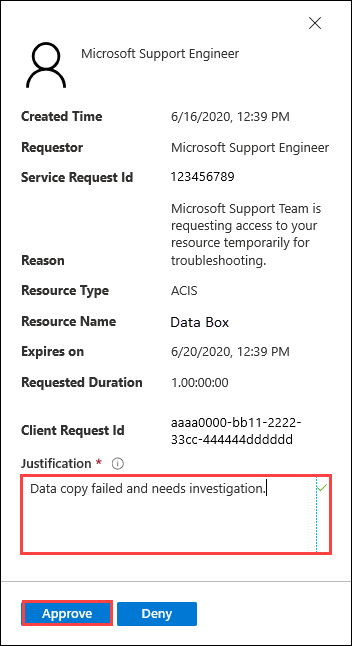 Microsoft Support Engineer
Created Time 6/16/2020, 12:39 PM
Requestor Microsoft Support Engineer
Service Request Id 123456789
Microsoft Support Team is
requesting access to your
resource temporarily for
Reason troubleshooting.
Resource Type ACIS
Resource Name Data Box
Expires on 6/20/2020, 12:39 PM
Requested Duration 1.00:00:00
aaaa0000-bb11-2222-
Client Request Id 33cc-444444dddddd
Justification *
Data copy failed and needs investigation.
Approve Deny